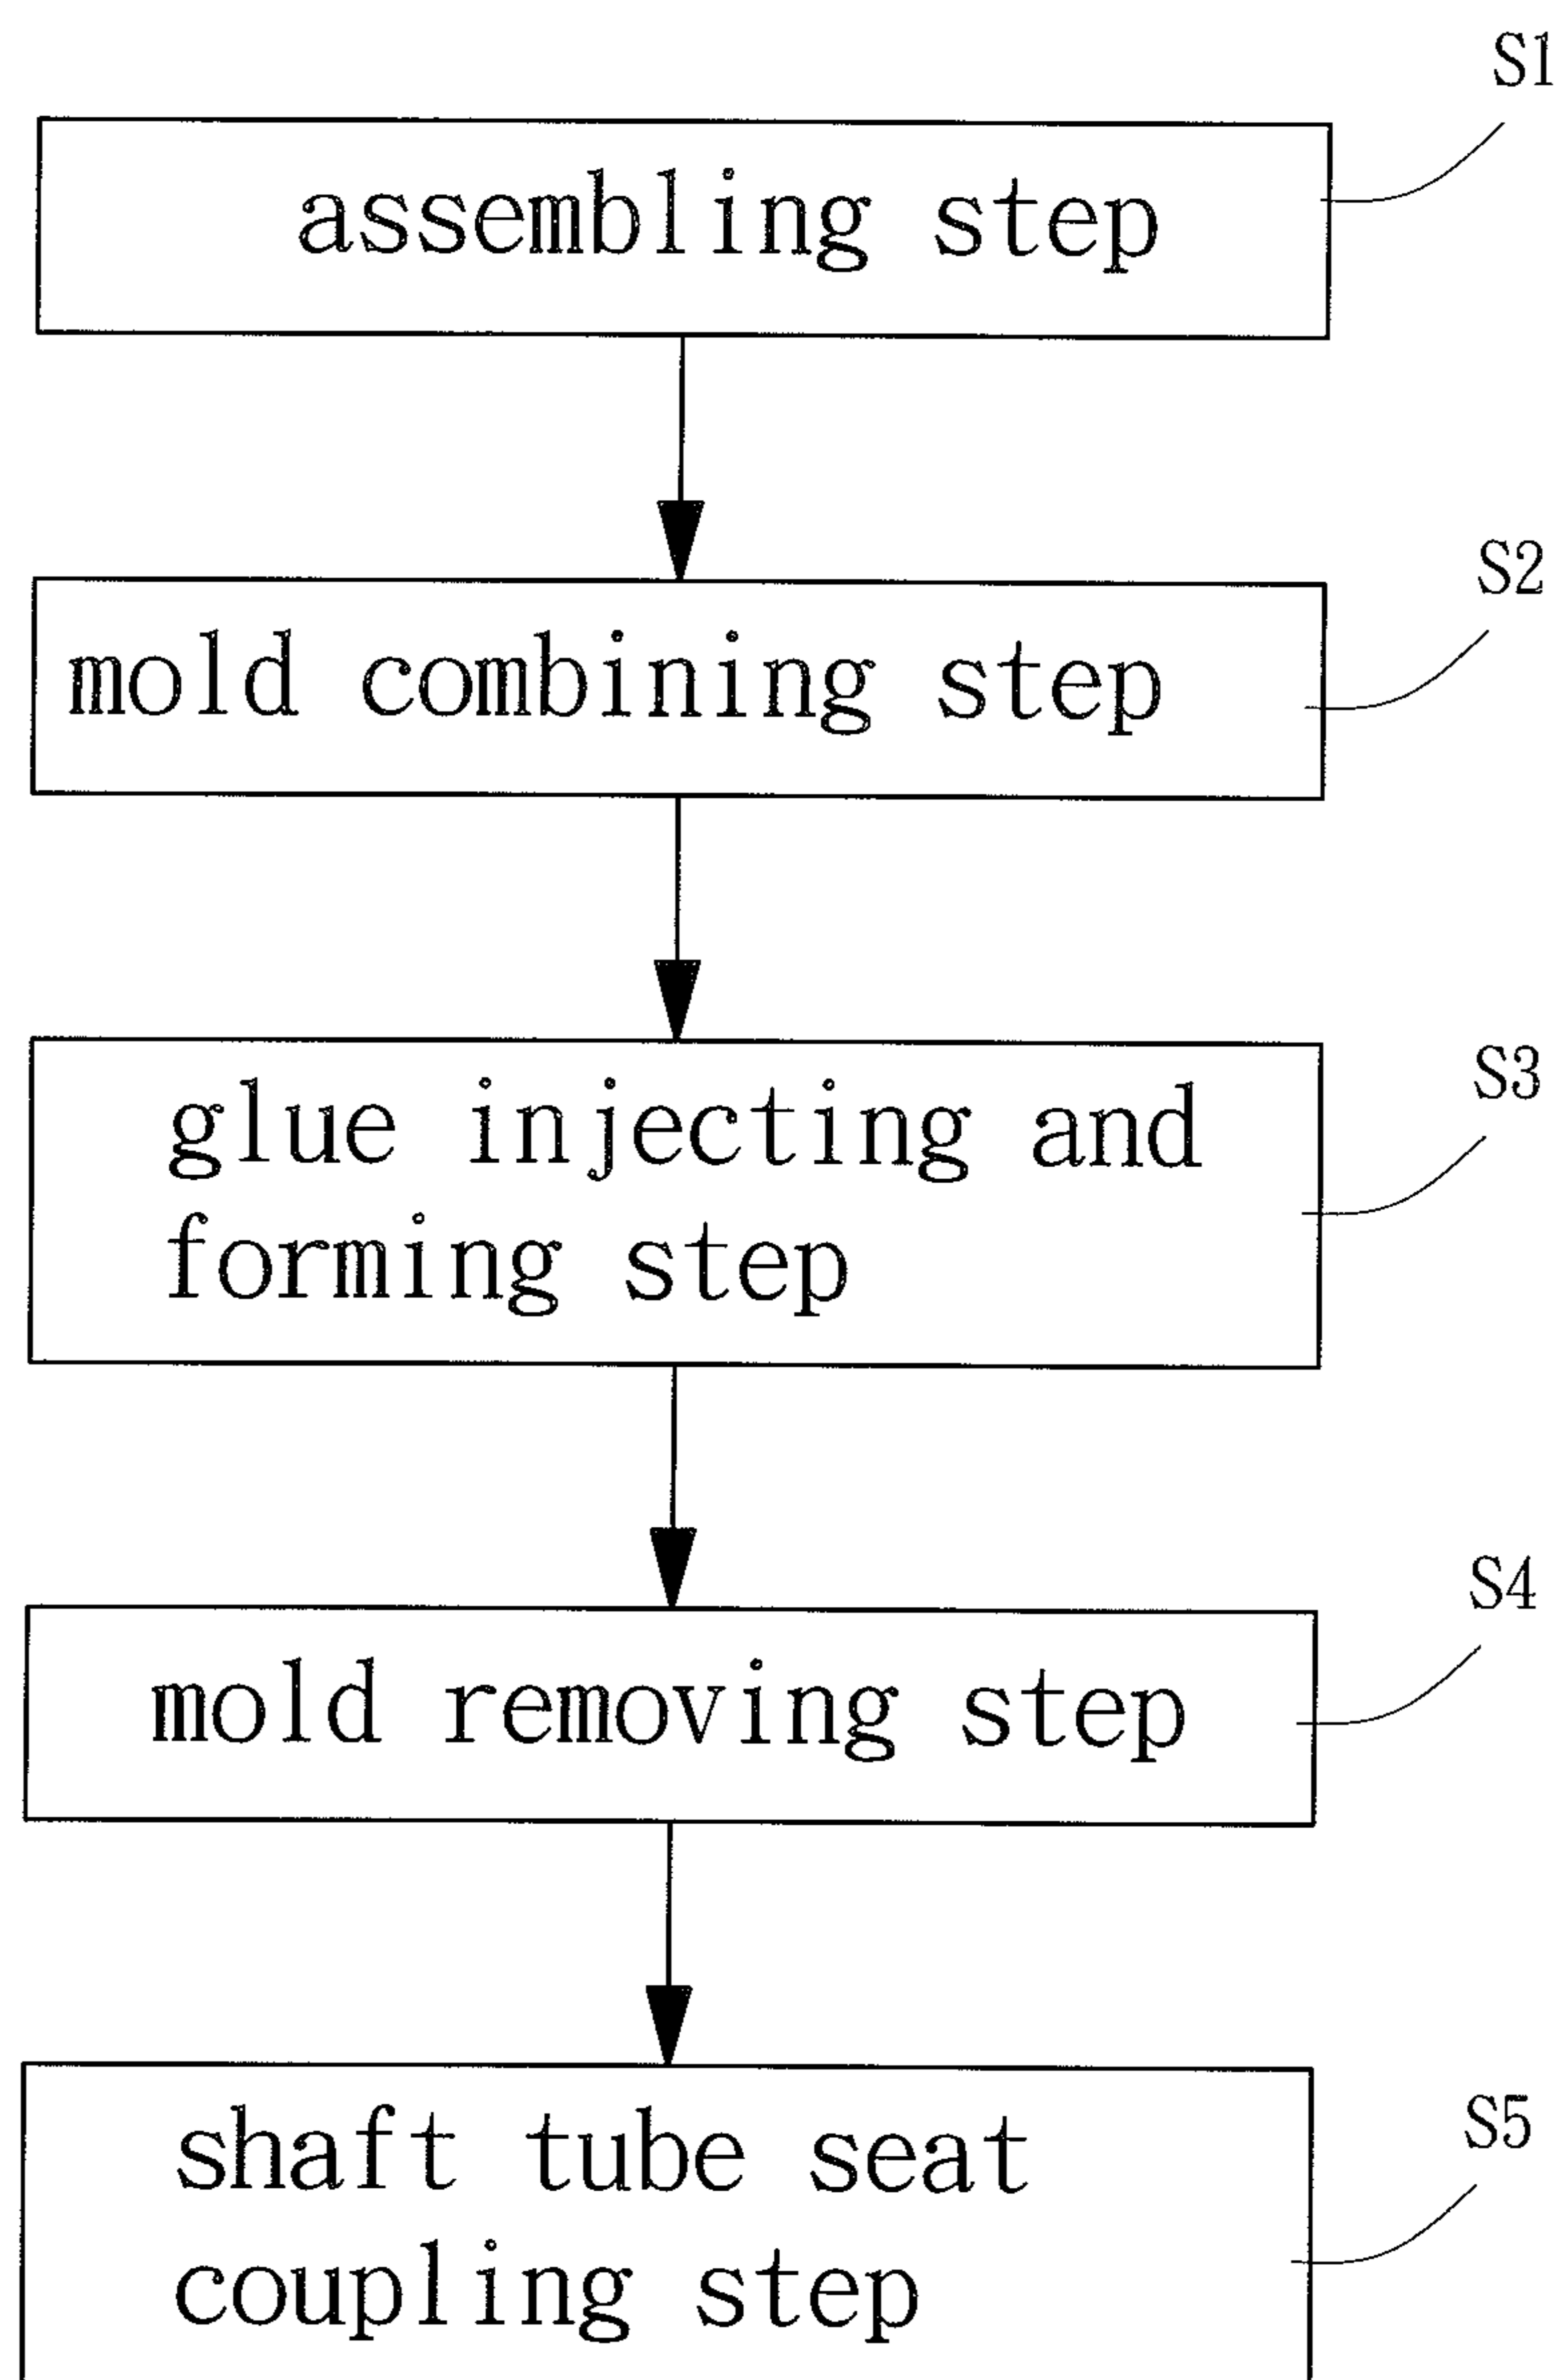 S1
assembling step
S2
mold combining step
S3
glue injecting and
forming step
S4
mold removing step
S5
shaft tube seat
coupling step